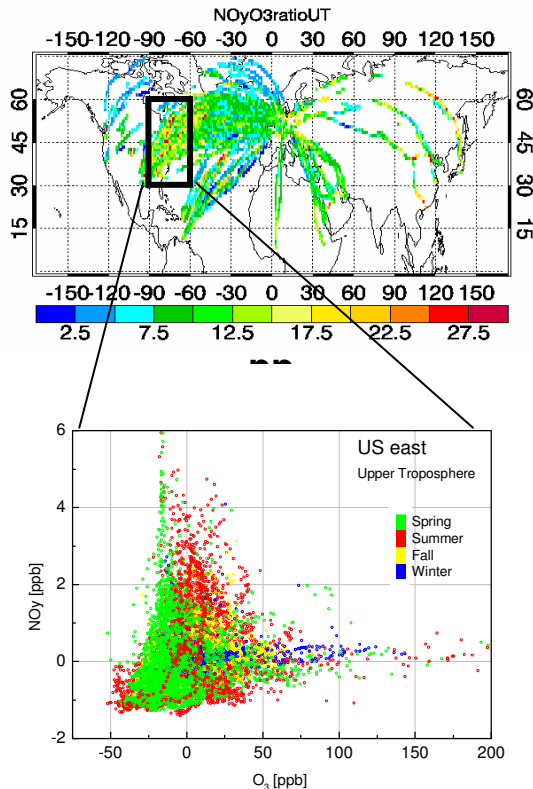 NOyO3ratioUT
-150 -120 -90 -60 -30 0 30 60 90 120 150
60 60
45 45
30 30
15 15
-150 -120 -90 -60 -30 0 30 60 90 120 150
2.5 7.5 12.5 17.5 22.5 27.5
6
US east
Upper Troposphere
4
Spring
Summer
Fall
Winter
2
NOy [ppb]
0
-2
-50 0 50 100 150 200
O₃ [ppb]